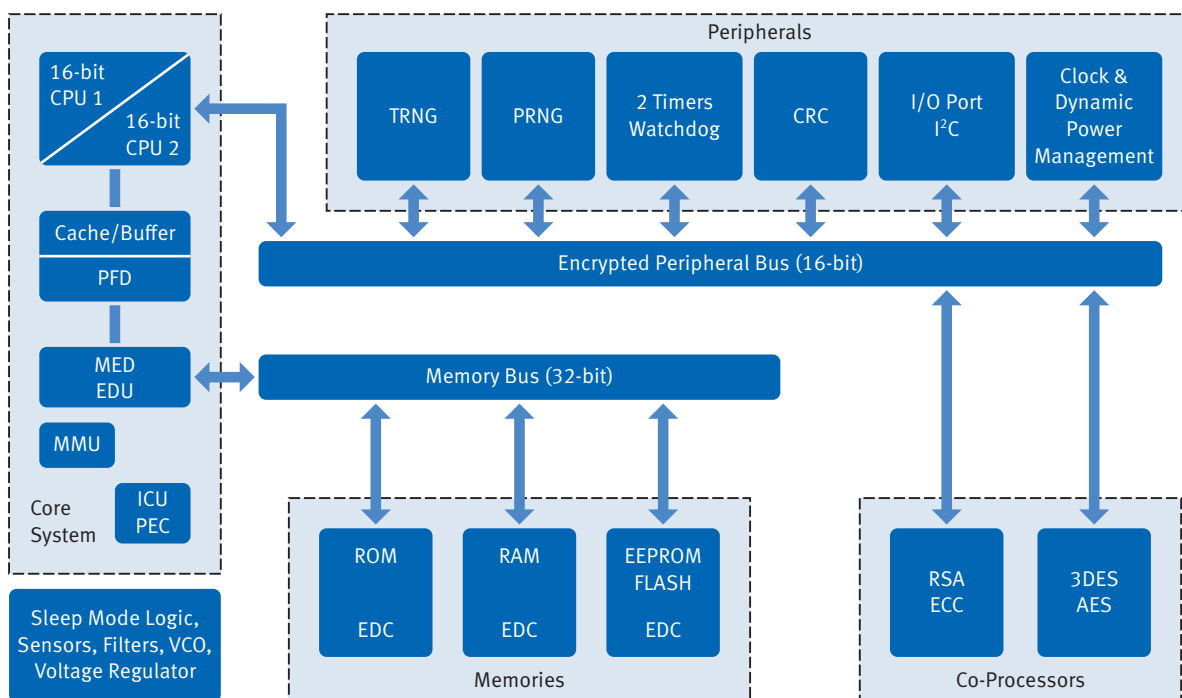 16-bit
CPU 1
16-bit
CPU 2
Cache/Buffer
PFD
MED
EDU
MMU
ICU
PEC
Core
System
Sleep Mode Logic,
Sensors, Filters, VCO,
Voltage Regulator
Peripherals
TRNG
PRNG
2 Timers
Watchdog
CRC
I/O Port
I²C
Clock &
Dynamic
Power
Management
Encrypted Peripheral Bus (16-bit)
Memory Bus (32-bit)
ROM
EDC
RAM
EDC
EEPROM
FLASH
EDC
Memories
RSA
ECC
3DES
AES
Co-Processors